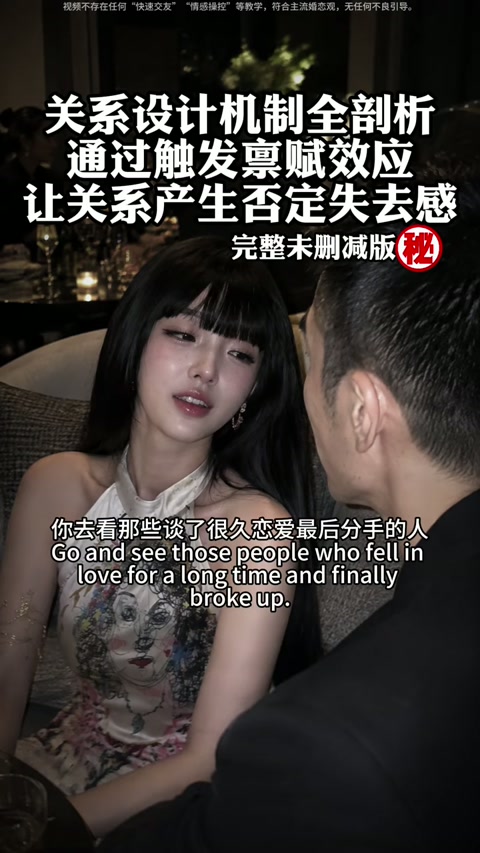 视频不存在任何“快速交友”“情感操控”等教学，符合主流婚恋观，无任何不良引导。
关系设计机制全剖析
通过触发禀赋效应
让关系产生否定失去感
完整未删减版 秘
你去看那些谈了很久恋爱最后分手的人
Go and see those people who fell in
love for a long time and finally
broke up.